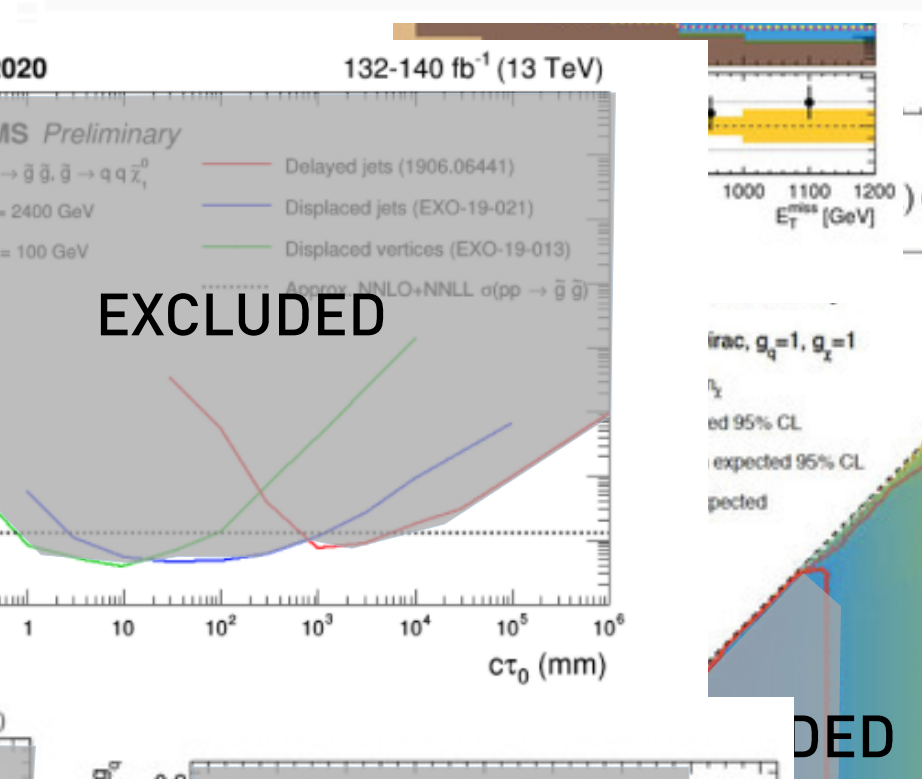 020 132-140 fb⁻¹ (13 TeV)
MS Preliminary
→ g̃ g̃, g̃ → q q χ̃⁰₁
= 2400 GeV
= 100 GeV
Delayed jets (1906.06441)
Displaced jets (EXO-19-021)
Displaced vertices (EXO-19-013)
Approx. NNLO+NNLL σ(pp → g̃ g̃)
EXCLUDED
1 10 10² 10³ 10⁴ 10⁵ 10⁶
cτ₀ (mm)
1000 1100 1200
E_T^miss [GeV]
)
irac, g_q=1, g_χ=1
ed 95% CL
expected 95% CL
pected
DED
)
g_q